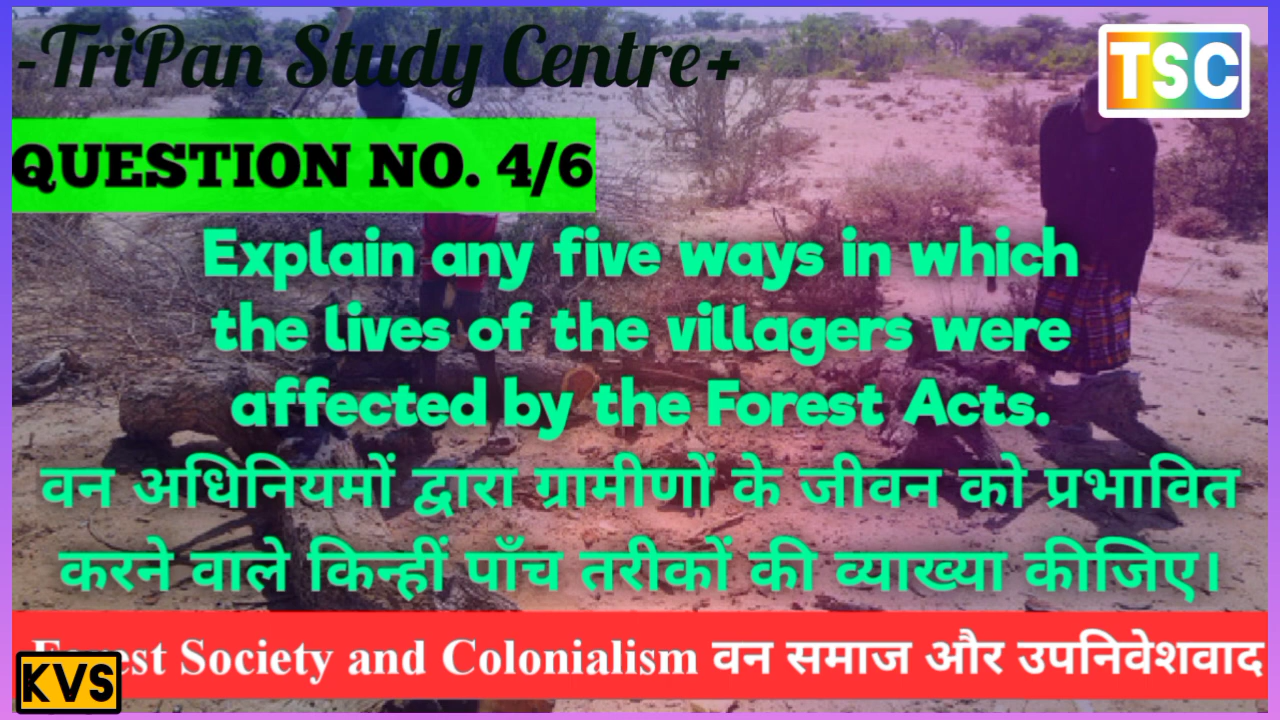 -TriPan Study Centre+
TSC
QUESTION NO. 4/6
Explain any five ways in which
the lives of the villagers were
affected by the Forest Acts.
वन अधिनियमों द्वारा ग्रामीणों के जीवन को प्रभावित
करने वाले किन्हीं पाँच तरीकों की व्याख्या कीजिए।
Forest Society and Colonialism वन समाज और उपनिवेशवाद
KVS